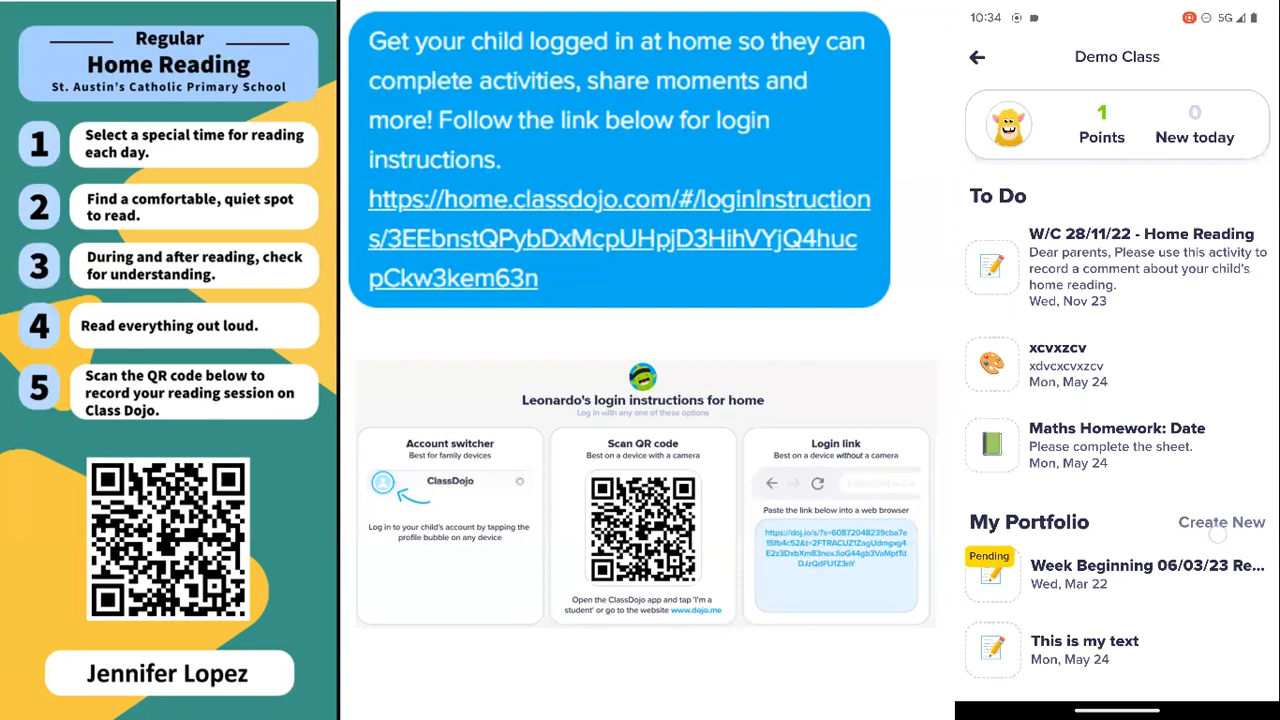 Regular
Home Reading
St. Austin's Catholic Primary School
1
Select a special time for reading
each day.
2
Find a comfortable, quiet spot
to read.
3
During and after reading, check
for understanding.
4
Read everything out loud.
5
Scan the QR code below to
record your reading session on
Class Dojo.
Jennifer Lopez
Get your child logged in at home so they can
complete activities, share moments and
more! Follow the link below for login
instructions.
https://home.classdojo.com/#/loginInstruction
s/3EEbnstQPybDxMcpUHpjD3HihVYjQ4huc
pCkw3kem63n
Leonardo's login instructions for home
Log in with any one of these options
Account switcher
Best for family devices
ClassDojo
Log in to your child's account by tapping the
profile bubble on any device
Scan QR code
Best on a device with a camera
Open the ClassDojo app and tap 'I'm a
student' or go to the website www.dojo.me
Login link
Best on a device without a camera
Paste the link below into a web browser
10:34
5G
Demo Class
1
Points
0
New today
To Do
W/C 28/11/22 - Home Reading
Dear parents, Please use this activity to
record a comment about your child's
home reading.
Wed, Nov 23
xcvxzcv
xdvcxcvxzcv
Mon, May 24
Maths Homework: Date
Please complete the sheet.
Mon, May 24
My Portfolio
Create New
Pending
Week Beginning 06/03/23 Re...
Wed, Mar 22
This is my text
Mon, May 24